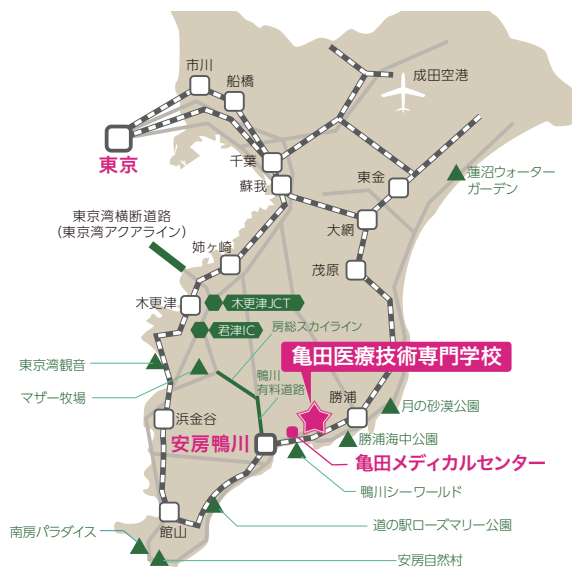 市川
船橋
成田空港
東京
千葉
蘇我
東金
蓮沼ウォーター
ガーデン
大網
東京湾横断道路
(東京湾アクアライン)
姉ヶ崎
茂原
木更津
木更津JCT
君津IC
房総スカイライン
亀田医療技術専門学校
東京湾観音
マザー牧場
鴨川
有料道路
勝浦
月の砂漠公園
浜金谷
安房鴨川
勝浦海中公園
亀田メディカルセンター
鴨川シーワールド
館山
道の駅ローズマリー公園
南房パラダイス
安房自然村